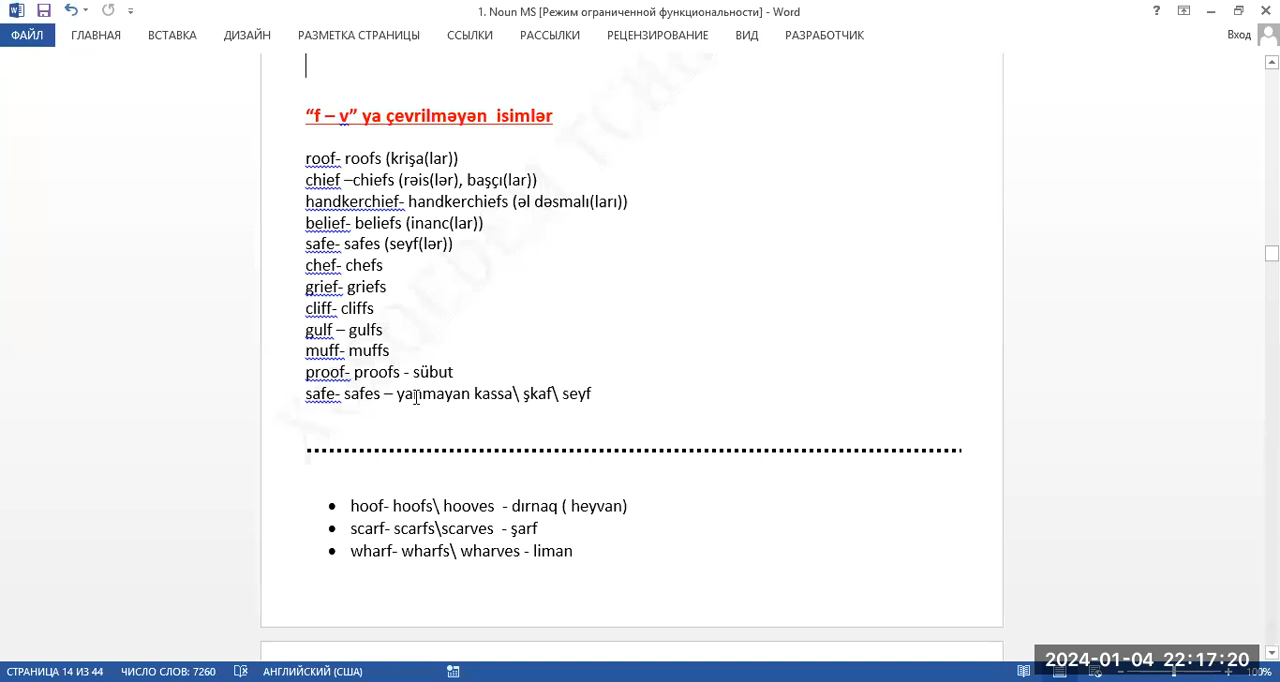 1. Noun MS [Режим ограниченной функциональности] - Word
ФАЙЛ ГЛАВНАЯ ВСТАВКА ДИЗАЙН РАЗМЕТКА СТРАНИЦЫ ССЫЛКИ РАССЫЛКИ РЕЦЕНЗИРОВАНИЕ ВИД РАЗРАБОТЧИК Вход
“f – v” ya çevrilməyən isimlər
roof- roofs (krişa(lar))
chief –chiefs (rəis(lər), başçı(lar))
handkerchief- handkerchiefs (əl dəsmalı(ları))
belief- beliefs (inanc(lar))
safe- safes (seyf(lər))
chef- chefs
grief- griefs
cliff- cliffs
gulf – gulfs
muff- muffs
proof- proofs - sübut
safe- safes – yanmayan kassa\ şkaf\ seyf
• hoof- hoofs\ hooves - dırnaq ( heyvan)
• scarf- scarfs\scarves - şarf
• wharf- wharfs\ wharves - liman
2024-01-04 22:17:20
СТРАНИЦА 14 ИЗ 44 ЧИСЛО СЛОВ: 7260 АНГЛИЙСКИЙ (США) 100%